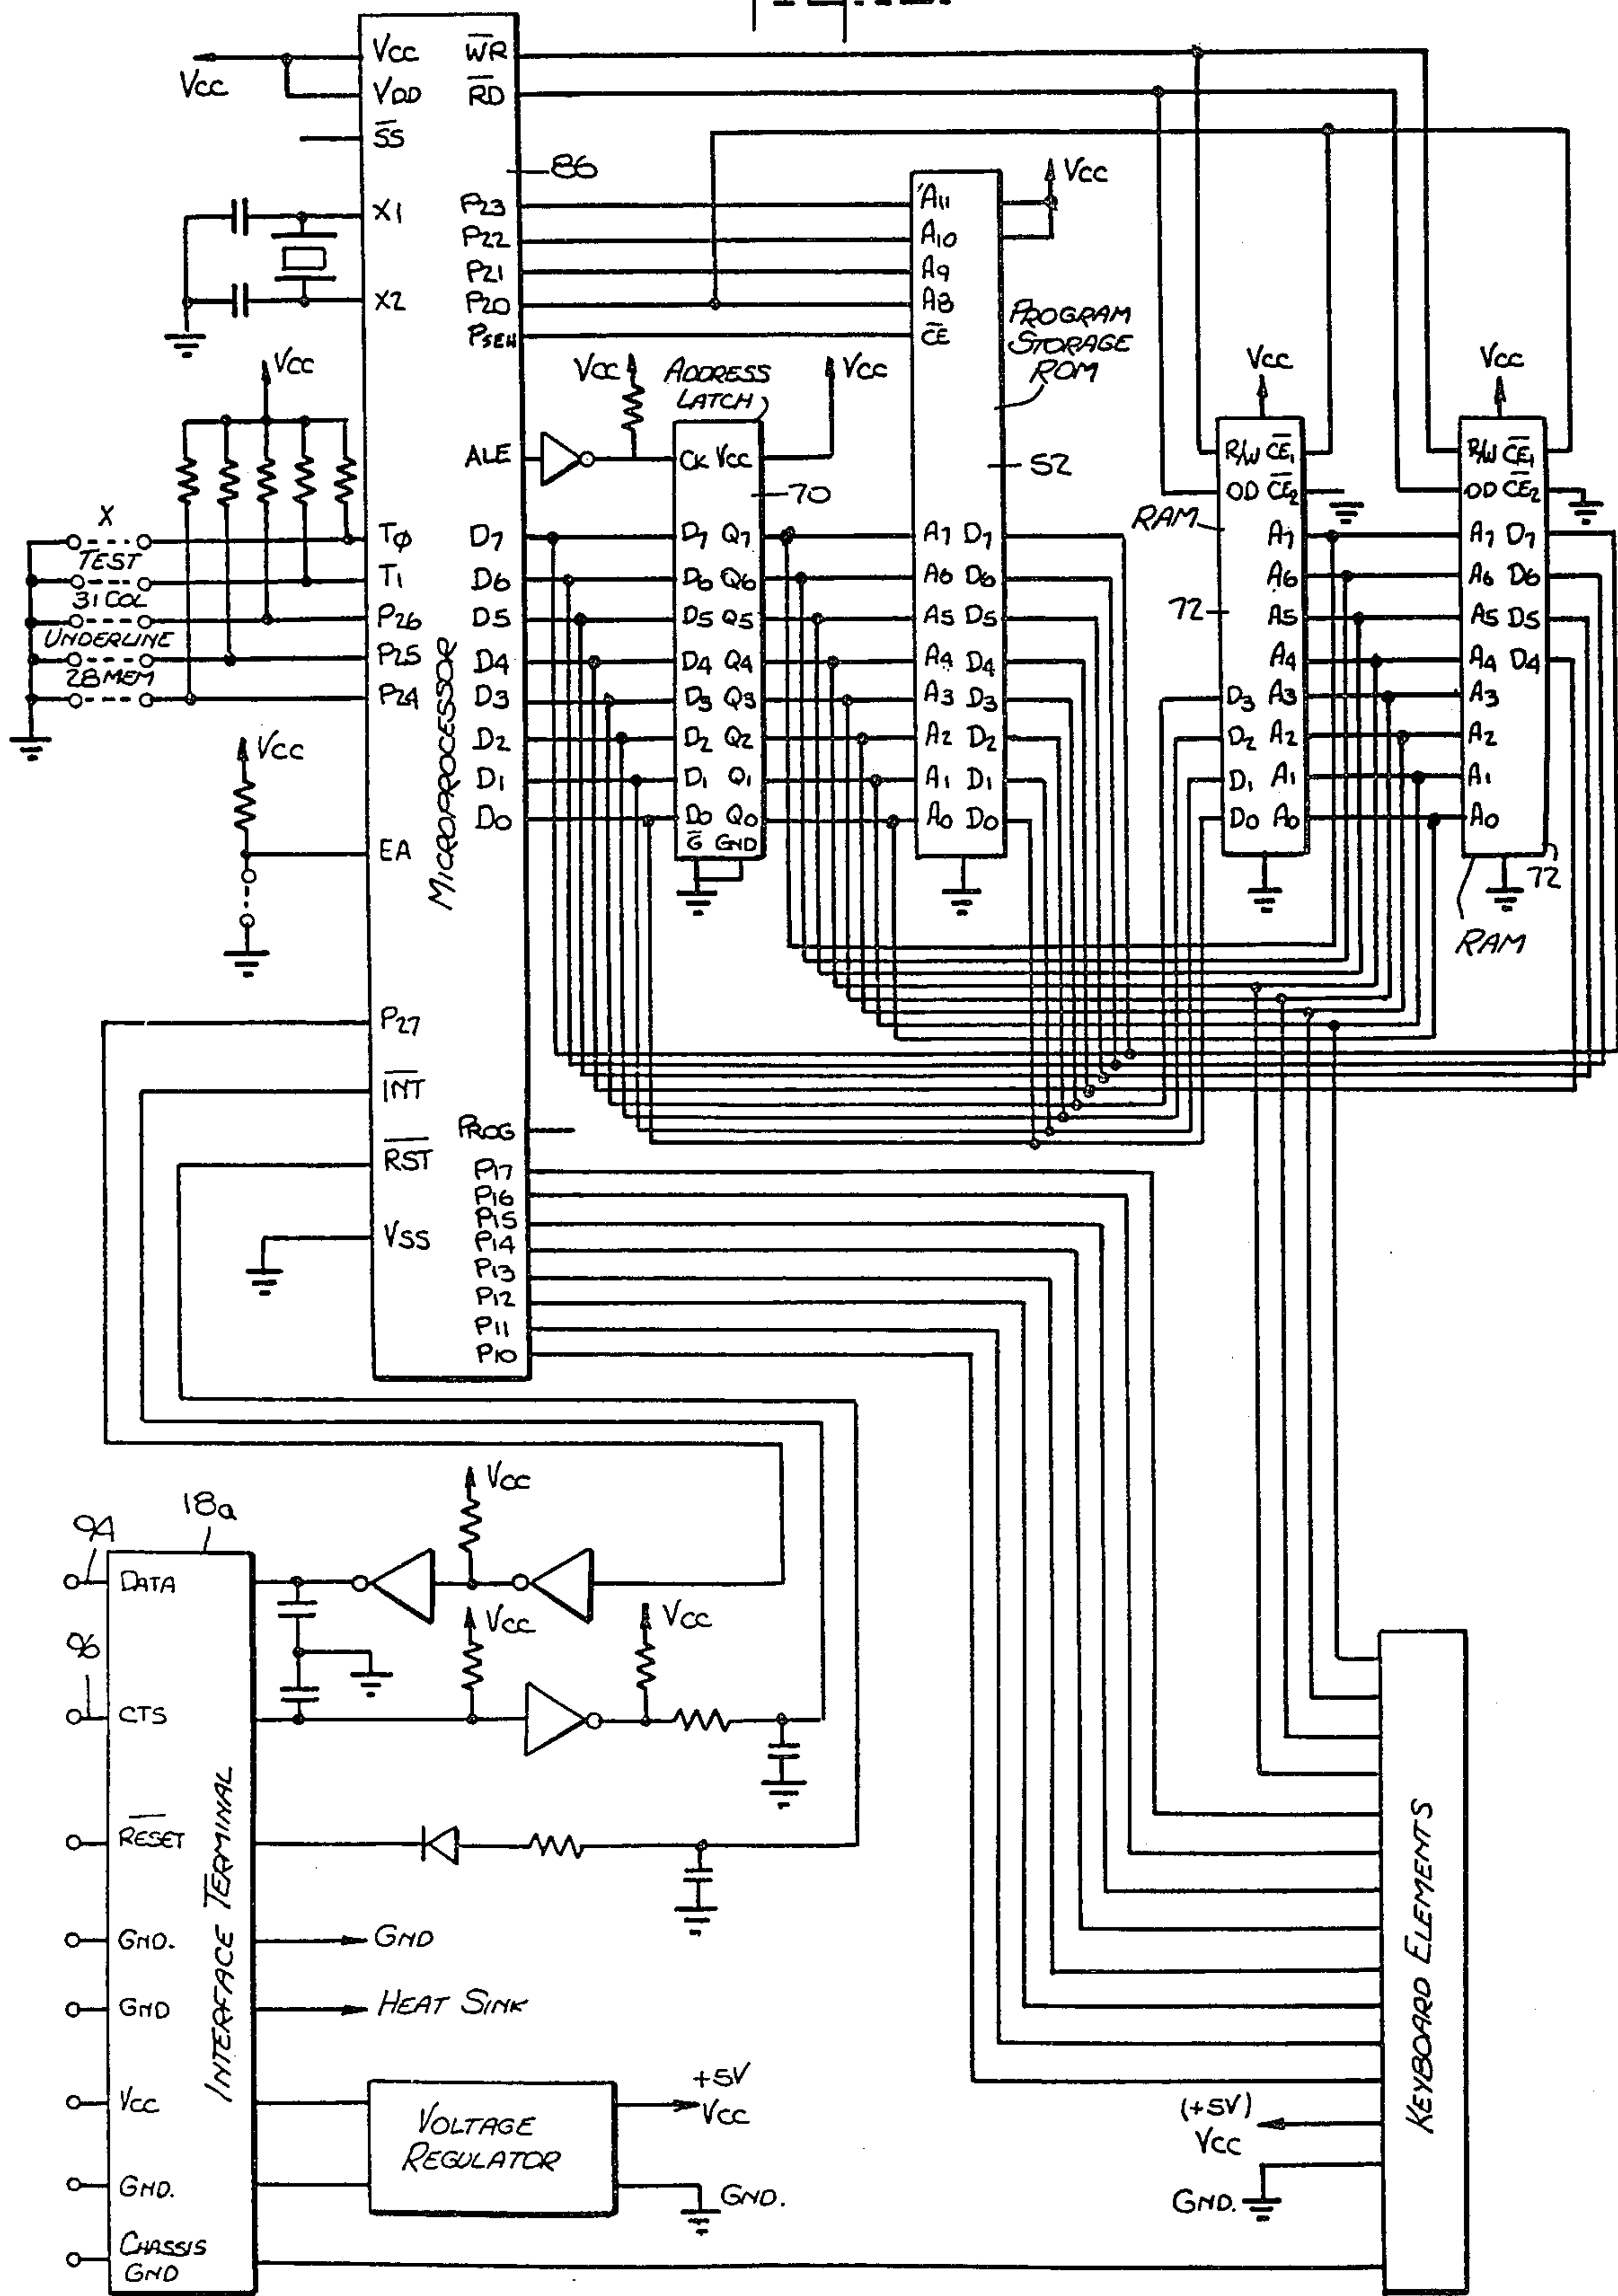 VCC
VCC
VDD
SS
X1
X2
WR
RD
86
P23
P22
P21
P20
PSEN
ALE
VCC
X
TEST
31 COL
UNDERLINE
28 MEM
TØ
T1
P26
P25
P24
VCC
EA
MICROPROCESSOR
D7
D6
D5
D4
D3
D2
D1
D0
P27
INT
RST
VSS
PROG
P17
P16
P15
P14
P13
P12
P11
P10
VCC
ADDRESS
LATCH
VCC
CK VCC
70
D7 Q7
D6 Q6
D5 Q5
D4 Q4
D3 Q3
D2 Q2
D1 Q1
D0 Q0
G GND
VCC
A11
A10
A9
A8
CE
PROGRAM
STORAGE
ROM
52
A7 D7
A6 D6
A5 D5
A4 D4
A3 D3
A2 D2
A1 D1
A0 D0
VCC
R/W CE1
OD CE2
RAM
72
A7
A6
A5
A4
D3 A3
D2 A2
D1 A1
D0 A0
VCC
R/W CE1
OD CE2
A7 D7
A6 D6
A5 D5
A4 D4
A3
A2
A1
A0
72
RAM
94
18a
DATA
96
CTS
RESET
GND.
GND
VCC
GND.
CHASSIS
GND
INTERFACE TERMINAL
VCC
VCC
VCC
GND
HEAT SINK
VOLTAGE
REGULATOR
+5V
VCC
GND.
(+5V)
VCC
GND.
KEYBOARD ELEMENTS